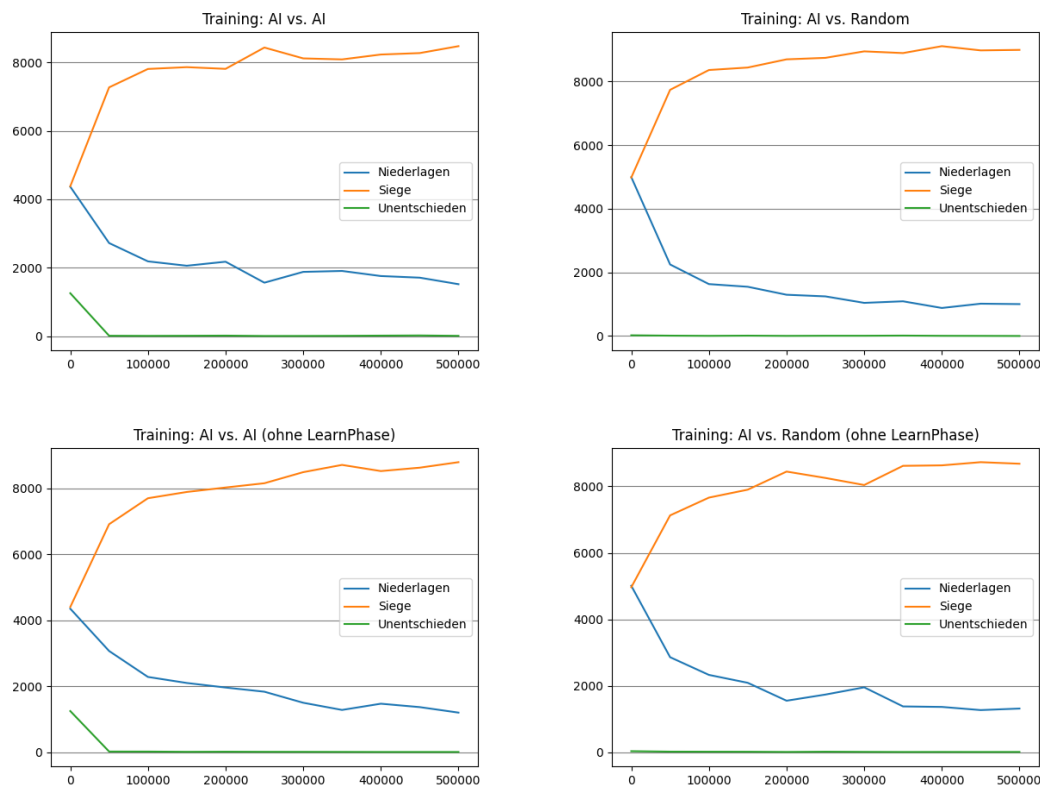 Training: AI vs. AI
8000
6000
4000
2000
0
Niederlagen
Siege
Unentschieden
0 100000 200000 300000 400000 500000
Training: AI vs. Random
8000
6000
4000
2000
0
Niederlagen
Siege
Unentschieden
0 100000 200000 300000 400000 500000
Training: AI vs. AI (ohne LearnPhase)
8000
6000
4000
2000
0
Niederlagen
Siege
Unentschieden
0 100000 200000 300000 400000 500000
Training: AI vs. Random (ohne LearnPhase)
8000
6000
4000
2000
0
Niederlagen
Siege
Unentschieden
0 100000 200000 300000 400000 500000